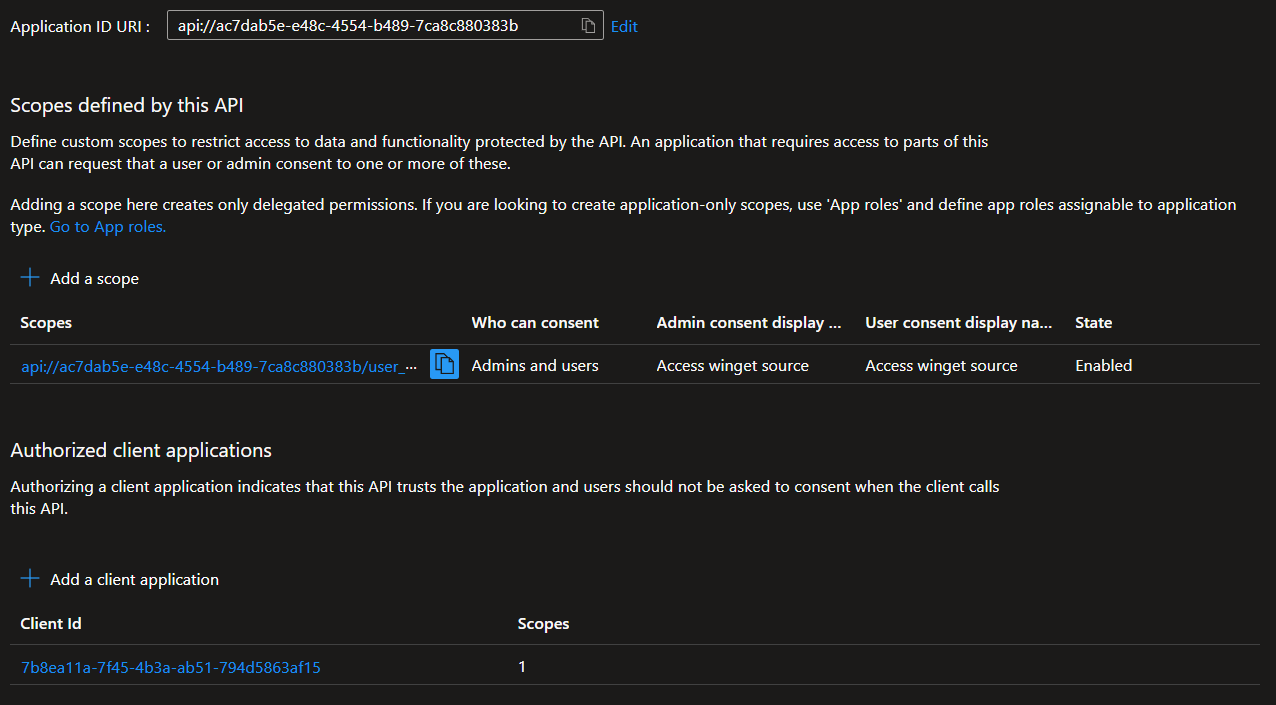 Application ID URI : api://ac7dab5e-e48c-4554-b489-7ca8c880383b Edit
Scopes defined by this API
Define custom scopes to restrict access to data and functionality protected by the API. An application that requires access to parts of this
API can request that a user or admin consent to one or more of these.
Adding a scope here creates only delegated permissions. If you are looking to create application-only scopes, use 'App roles' and define app roles assignable to application
type. Go to App roles.
Add a scope
Scopes Who can consent Admin consent display ... User consent display na... State
api://ac7dab5e-e48c-4554-b489-7ca8c880383b/user_... Admins and users Access winget source Access winget source Enabled
Authorized client applications
Authorizing a client application indicates that this API trusts the application and users should not be asked to consent when the client calls
this API.
Add a client application
Client Id Scopes
7b8ea11a-7f45-4b3a-ab51-794d5863af15 1